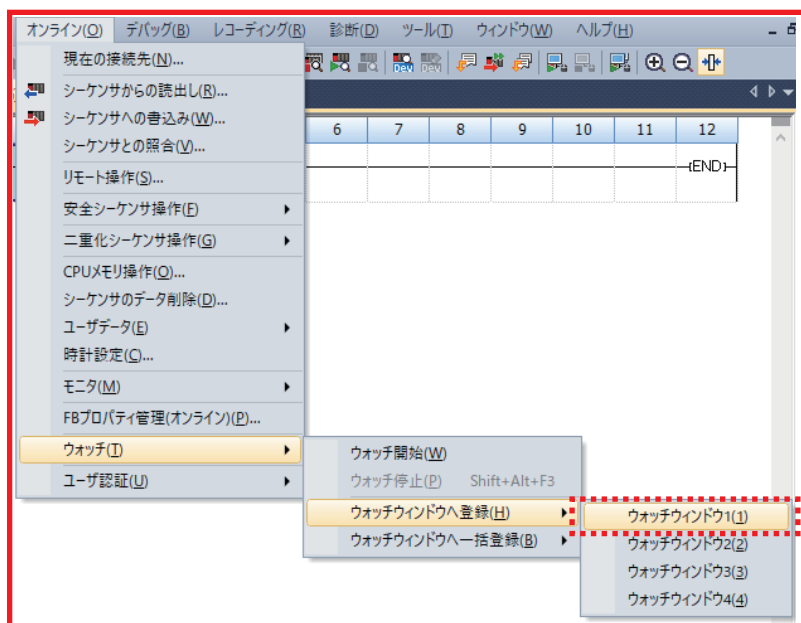 オンライン(O) デバッグ(B) レコーディング(R) 診断(D) ツール(T) ウィンドウ(W) ヘルプ(H)
現在の接続先(N)...
Dev Dev
シーケンサからの読出し(R)...
シーケンサへの書込み(W)...
6 7 8 9 10 11 12
シーケンサとの照合(V)...
END
リモート操作(S)...
安全シーケンサ操作(F)
二重化シーケンサ操作(G)
CPUメモリ操作(O)...
シーケンサのデータ削除(D)...
ユーザデータ(E)
時計設定(C)...
モニタ(M)
FBプロパティ管理(オンライン)(P)...
ウォッチ(T)
ユーザ認証(U)
ウォッチ開始(W)
ウォッチ停止(P) Shift+Alt+F3
ウォッチウィンドウへ登録(H)
ウォッチウィンドウへ一括登録(B)
ウォッチウィンドウ1(1)
ウォッチウィンドウ2(2)
ウォッチウィンドウ3(3)
ウォッチウィンドウ4(4)